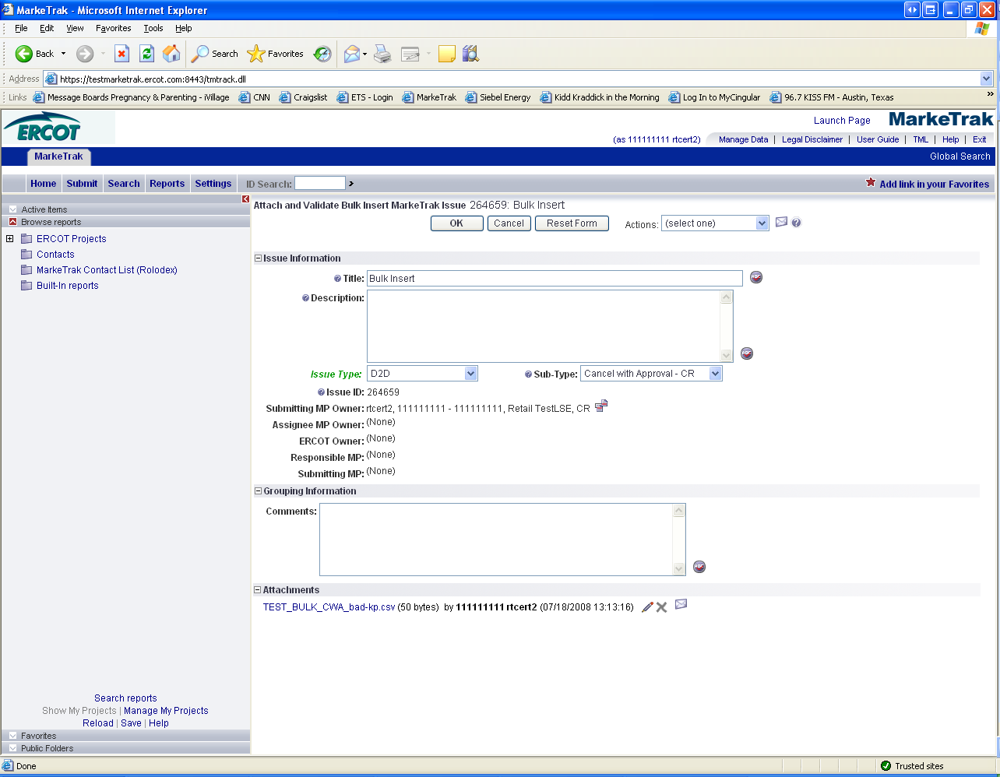 MarkeTrak - Microsoft Internet Explorer
File Edit View Favorites Tools Help
Back Search Favorites
Address https://testmarketrak.ercot.com:8443/tmtrack.dll
Links Message Boards Pregnancy & Parenting - iVillage CNN Craigslist ETS - Login MarkeTrak Siebel Energy Kidd Kraddick in the Morning Log In to MyCingular 96.7 KISS FM - Austin, Texas »
ERCOT
Launch Page MarkeTrak
(as 111111111 rtcert2) Manage Data | Legal Disclaimer | User Guide | TML | Help | Exit
MarkeTrak Global Search
Home Submit Search Reports Settings ID Search: Add link in your Favorites
Active Items
Browse reports
ERCOT Projects
Contacts
MarkeTrak Contact List (Rolodex)
Built-In reports
Search reports
Show My Projects | Manage My Projects
Reload | Save | Help
Favorites
Public Folders
Attach and Validate Bulk Insert MarkeTrak Issue 264659: Bulk Insert
OK Cancel Reset Form Actions: (select one)
Issue Information
Title: Bulk Insert ABC
Description:
ABC
Issue Type: D2D Sub-Type: Cancel with Approval - CR
Issue ID: 264659
Submitting MP Owner: rtcert2, 111111111 - 111111111, Retail TestLSE, CR
Assignee MP Owner: (None)
ERCOT Owner: (None)
Responsible MP: (None)
Submitting MP: (None)
Grouping Information
Comments:
ABC
Attachments
TEST_BULK_CWA_bad-kp.csv (50 bytes) by 111111111 rtcert2 (07/18/2008 13:13:16)
Done Trusted sites